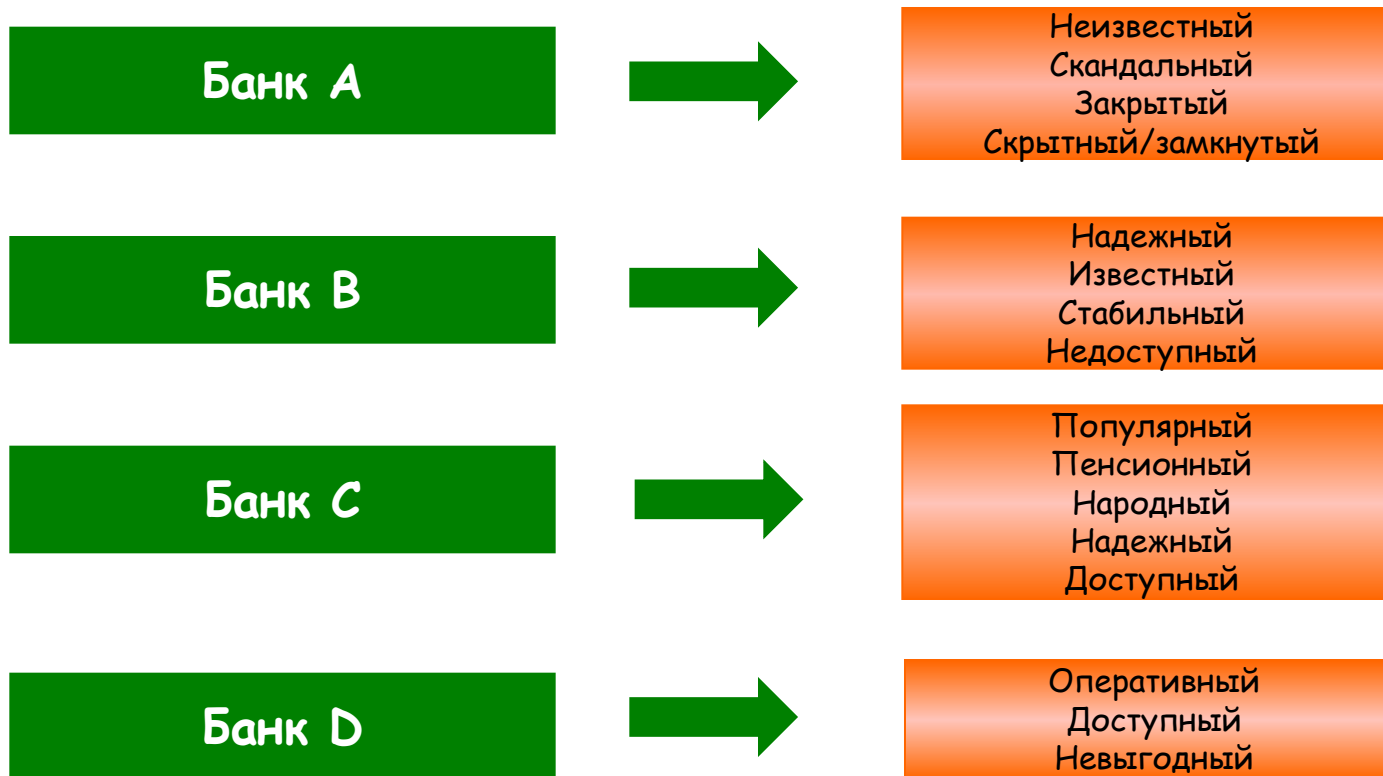 Банк A
Неизвестный
Скандальный
Закрытый
Скрытный/замкнутый
Банк B
Надежный
Известный
Стабильный
Недоступный
Банк C
Популярный
Пенсионный
Народный
Надежный
Доступный
Банк D
Оперативный
Доступный
Невыгодный